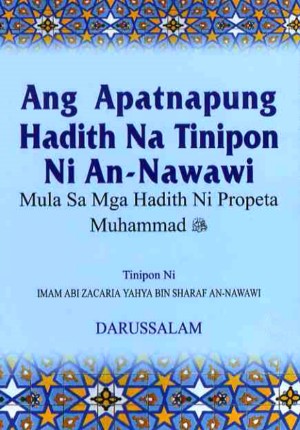 Ang Apatnapung
Hadith Na Tinipon
Ni An-Nawawi
Mula Sa Mga Hadith Ni Propeta
Muhammad ﷺ
Tinipon Ni
IMAM ABI ZACARIA YAHYA BIN SHARAF AN-NAWAWI
DARUSSALAM